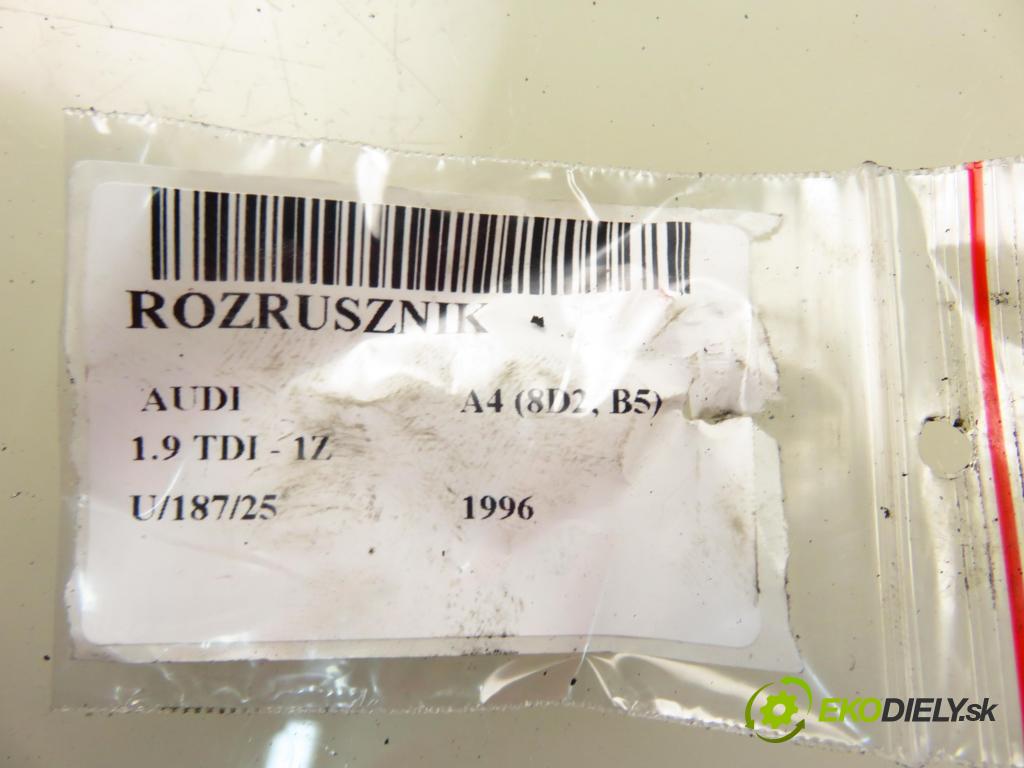 ROZRUSZNIK
AUDI A4 (8D2, B5)
1.9 TDI - 1Z
U/187/25 1996
EKODIELY.sk